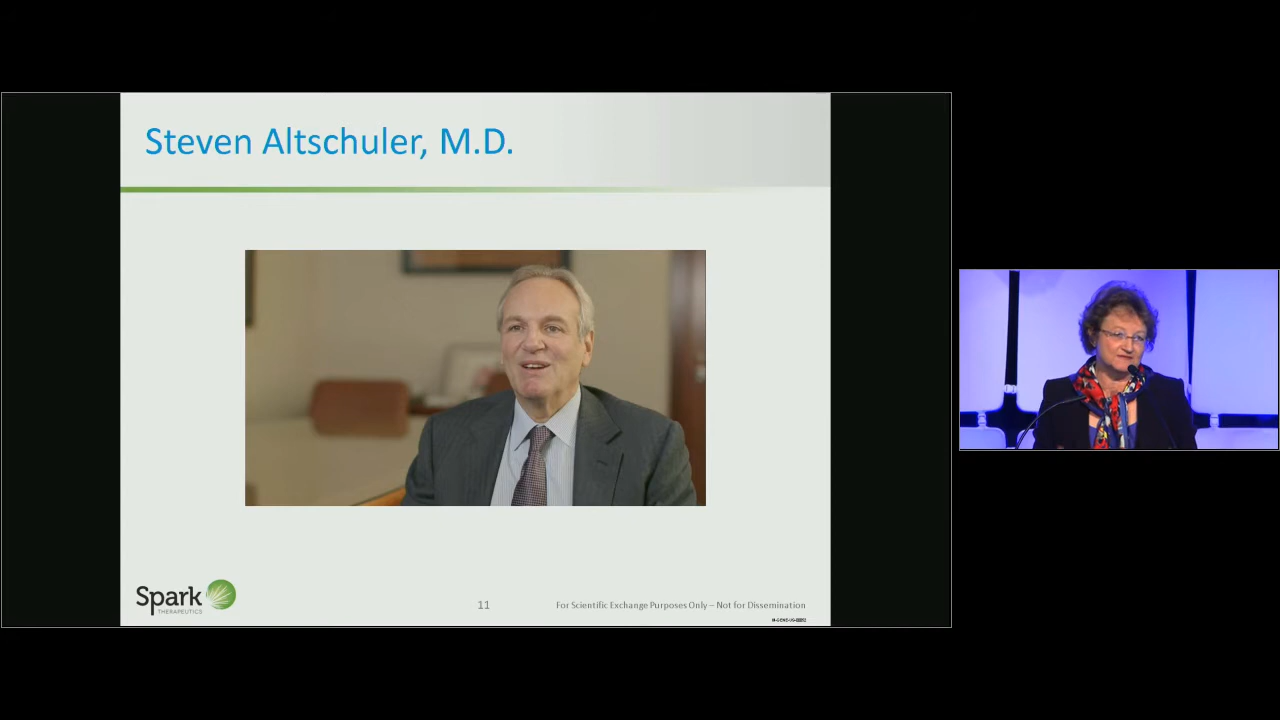 Steven Altschuler, M.D.
Spark
THERAPEUTICS
11
For Scientific Exchange Purposes Only – Not for Dissemination